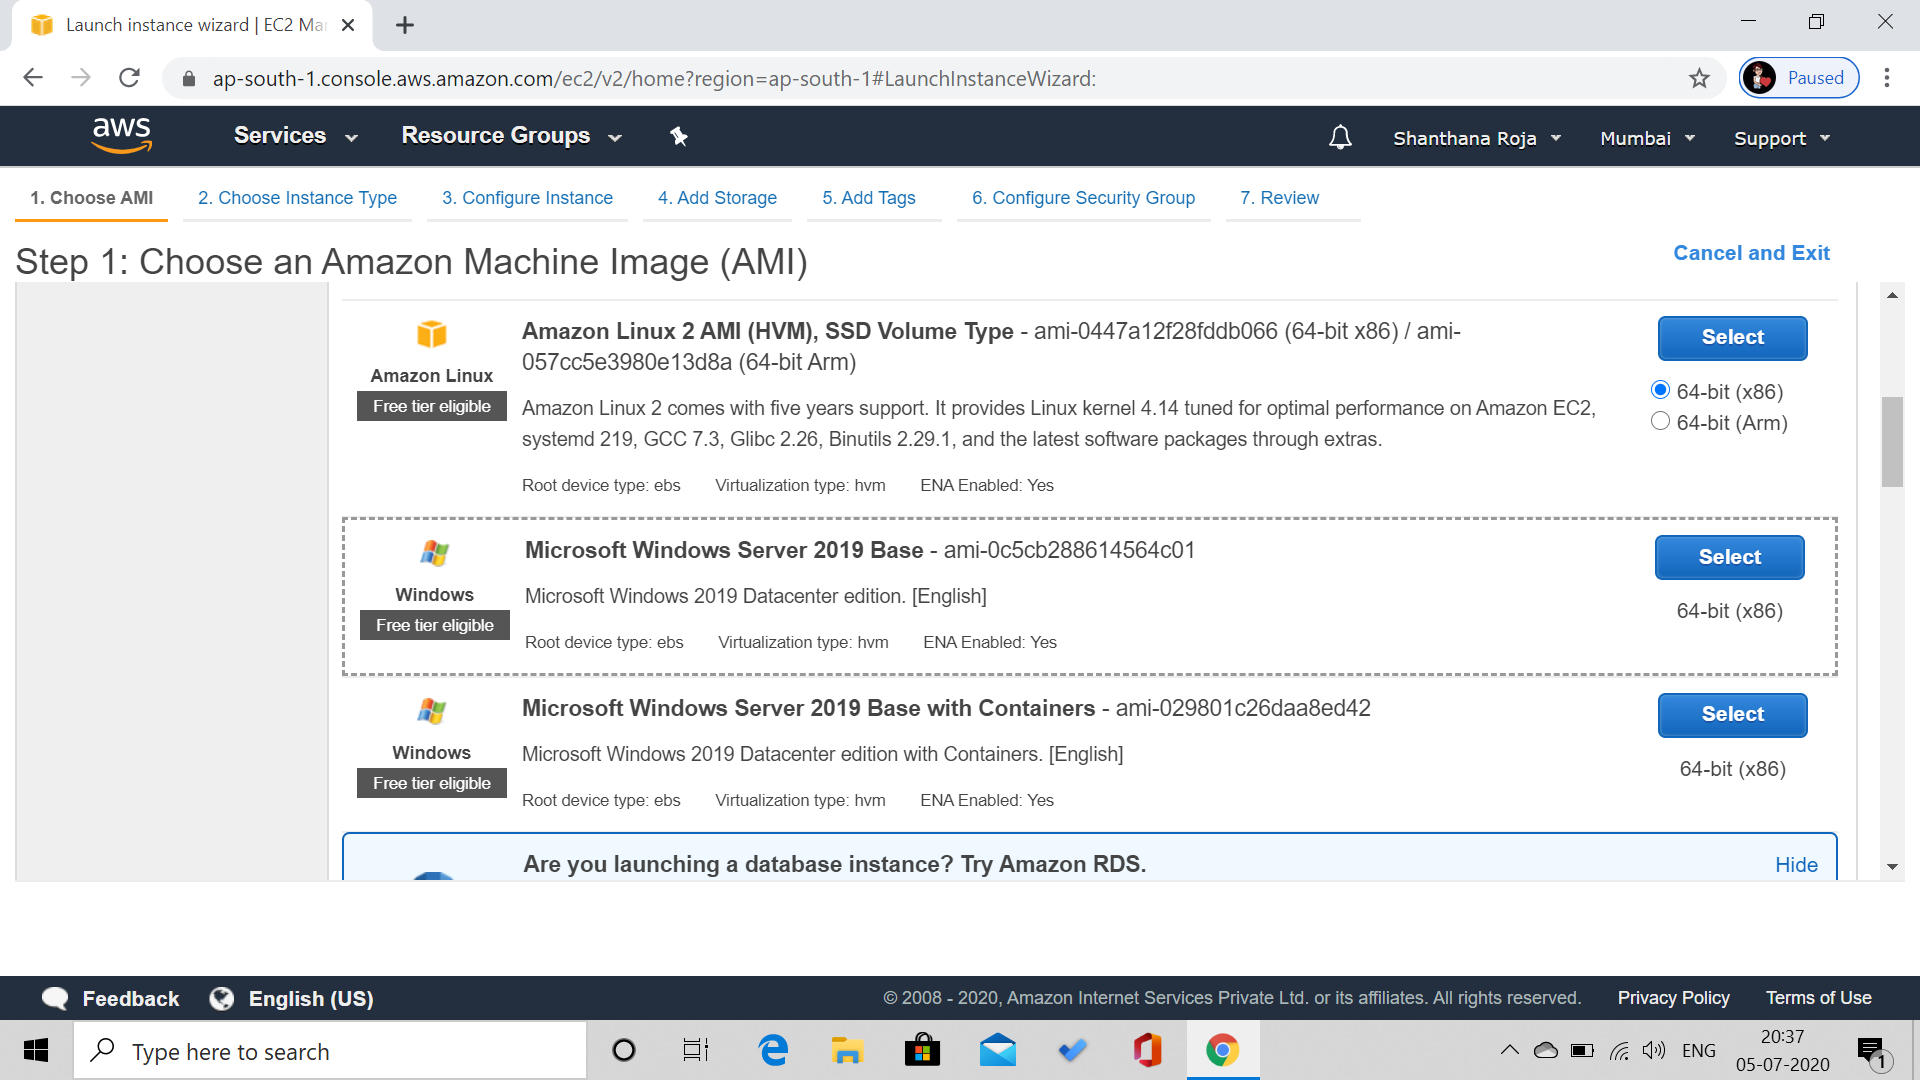 Launch instance wizard | EC2 Ma
ap-south-1.console.aws.amazon.com/ec2/v2/home?region=ap-south-1#LaunchInstanceWizard:
Paused
aws
Services
Resource Groups
Shanthana Roja
Mumbai
Support
1. Choose AMI
2. Choose Instance Type
3. Configure Instance
4. Add Storage
5. Add Tags
6. Configure Security Group
7. Review
Step 1: Choose an Amazon Machine Image (AMI)
Cancel and Exit
Amazon Linux
Free tier eligible
Amazon Linux 2 AMI (HVM), SSD Volume Type - ami-0447a12f28fddb066 (64-bit x86) / ami-
057cc5e3980e13d8a (64-bit Arm)
Amazon Linux 2 comes with five years support. It provides Linux kernel 4.14 tuned for optimal performance on Amazon EC2,
systemd 219, GCC 7.3, Glibc 2.26, Binutils 2.29.1, and the latest software packages through extras.
Root device type: ebs
Virtualization type: hvm
ENA Enabled: Yes
Select
64-bit (x86)
64-bit (Arm)
Windows
Free tier eligible
Microsoft Windows Server 2019 Base - ami-0c5cb288614564c01
Microsoft Windows 2019 Datacenter edition. [English]
Root device type: ebs
Virtualization type: hvm
ENA Enabled: Yes
Select
64-bit (x86)
Windows
Free tier eligible
Microsoft Windows Server 2019 Base with Containers - ami-029801c26daa8ed42
Microsoft Windows 2019 Datacenter edition with Containers. [English]
Root device type: ebs
Virtualization type: hvm
ENA Enabled: Yes
Select
64-bit (x86)
Are you launching a database instance? Try Amazon RDS.
Hide
Feedback
English (US)
© 2008 - 2020, Amazon Internet Services Private Ltd. or its affiliates. All rights reserved.
Privacy Policy
Terms of Use
Type here to search
ENG
20:37
05-07-2020
1